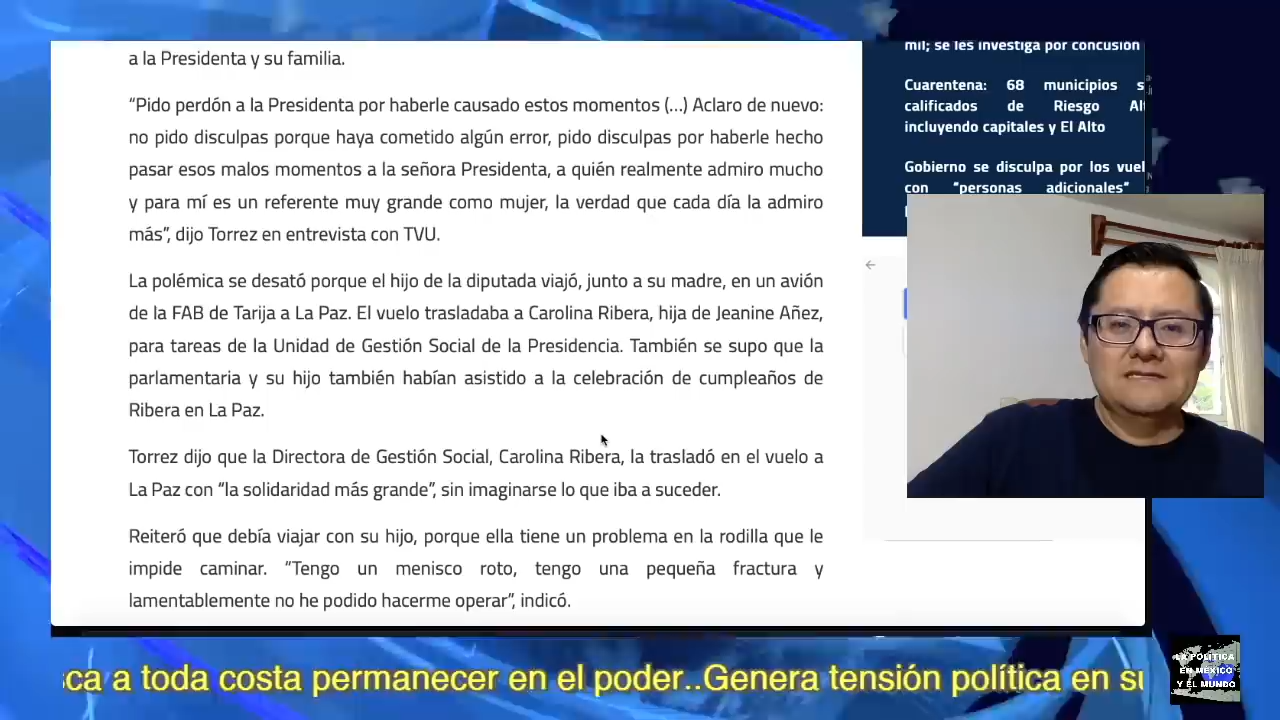 a la Presidenta y su familia.
“Pido perdón a la Presidenta por haberle causado estos momentos (...) Aclaro de nuevo:
no pido disculpas porque haya cometido algún error, pido disculpas por haberle hecho
pasar esos malos momentos a la señora Presidenta, a quién realmente admiro mucho
y para mí es un referente muy grande como mujer, la verdad que cada día la admiro
más”, dijo Torrez en entrevista con TVU.
La polémica se desató porque el hijo de la diputada viajó, junto a su madre, en un avión
de la FAB de Tarija a La Paz. El vuelo trasladaba a Carolina Ribera, hija de Jeanine Añez,
para tareas de la Unidad de Gestión Social de la Presidencia. También se supo que la
parlamentaria y su hijo también habían asistido a la celebración de cumpleaños de
Ribera en La Paz.
Torrez dijo que la Directora de Gestión Social, Carolina Ribera, la trasladó en el vuelo a
La Paz con “la solidaridad más grande”, sin imaginarse lo que iba a suceder.
Reiteró que debía viajar con su hijo, porque ella tiene un problema en la rodilla que le
impide caminar. “Tengo un menisco roto, tengo una pequeña fractura y
lamentablemente no he podido hacerme operar”, indicó.
mil; se les investiga por concusión
Cuarentena: 68 municipios s
calificados de Riesgo Al
incluyendo capitales y El Alto
Gobierno se disculpa por los vuel
con “personas adicionales”
sca a toda costa permanecer en el poder..Genera tensión política en su
LA POLÍTICA
EN MÉXICO
Y EL MUNDO